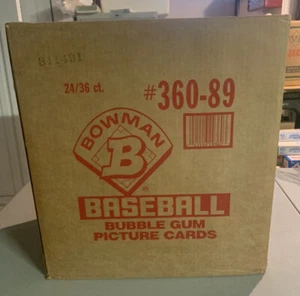 24/36 ct.
#360-89
BOWMAN
B
BASEBALL
BUBBLE GUM
PICTURE CARDS